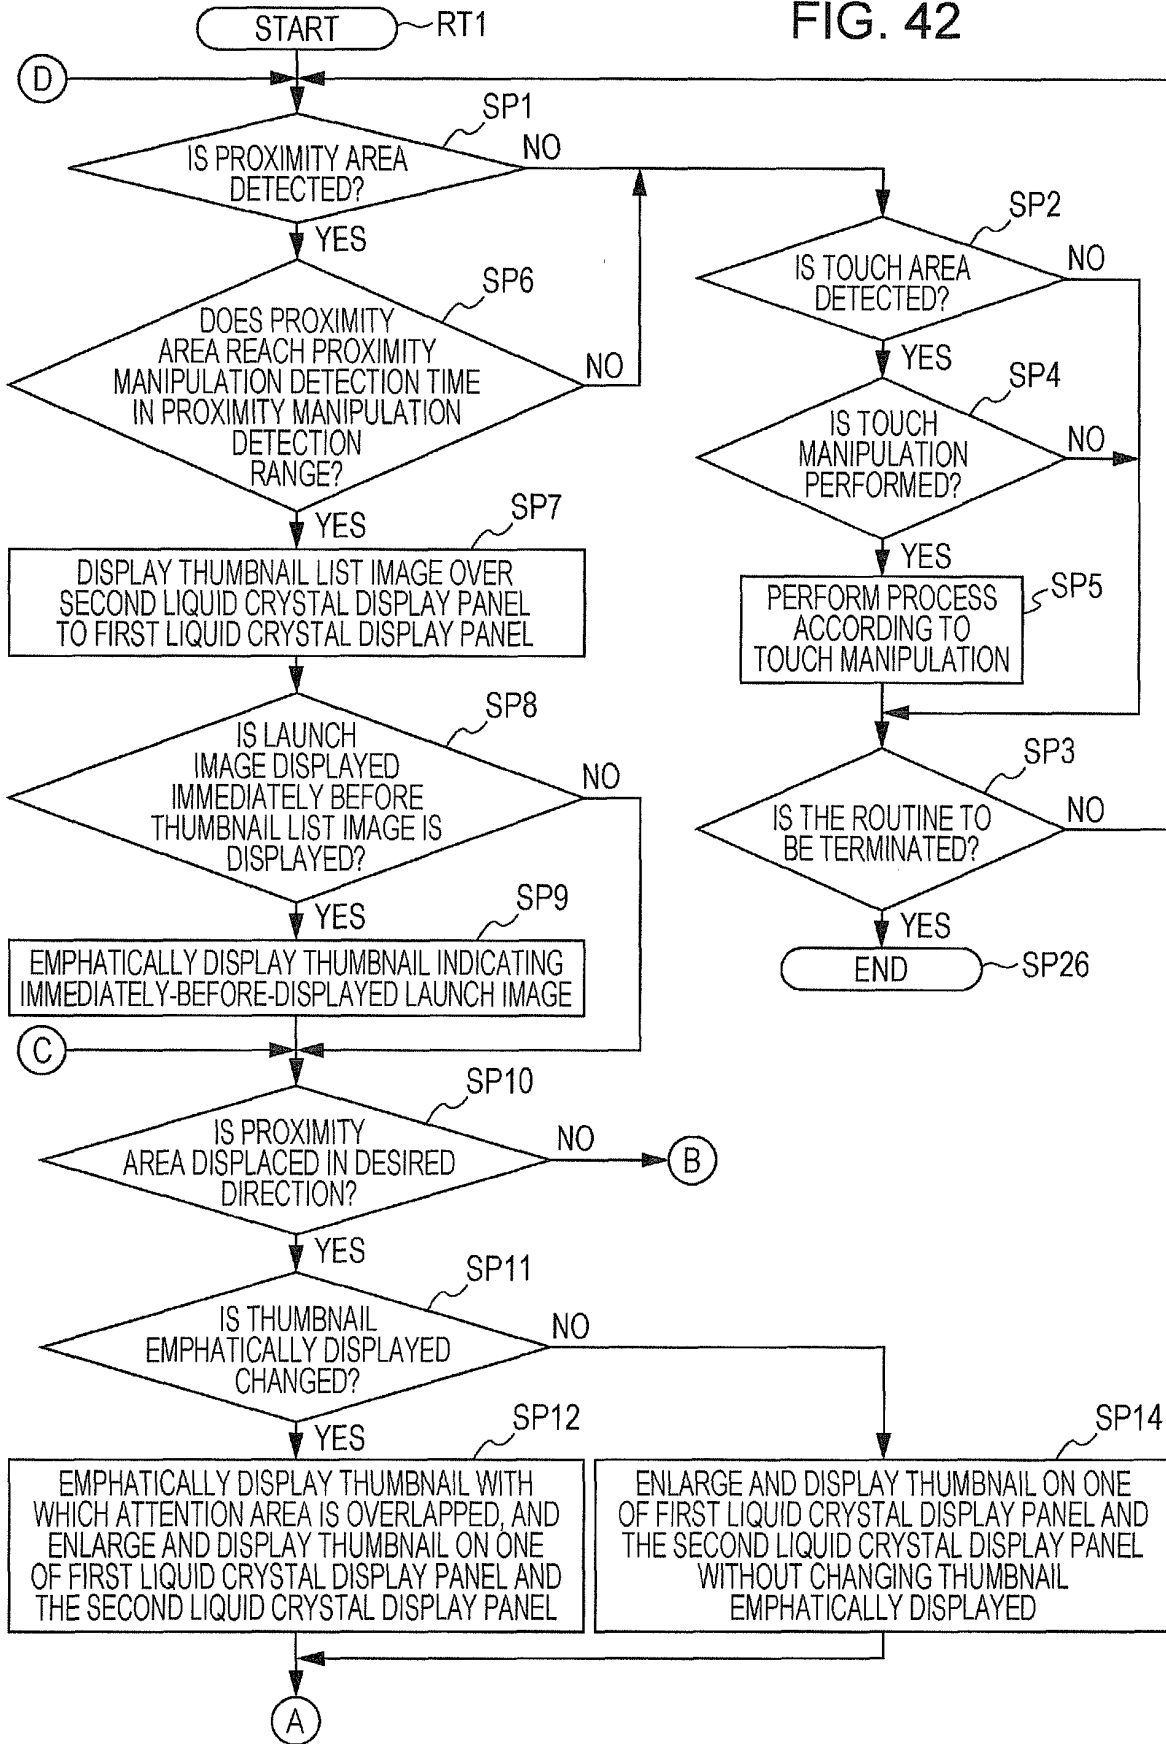 FIG. 42
START
RT1
D
SP1
IS PROXIMITY AREA
DETECTED?
NO
YES
SP6
DOES PROXIMITY
AREA REACH PROXIMITY
MANIPULATION DETECTION TIME
IN PROXIMITY MANIPULATION
DETECTION
RANGE?
NO
YES
SP2
IS TOUCH AREA
DETECTED?
NO
YES
SP4
IS TOUCH
MANIPULATION
PERFORMED?
NO
YES
SP5
PERFORM PROCESS
ACCORDING TO
TOUCH MANIPULATION
SP3
IS THE ROUTINE TO
BE TERMINATED?
NO
YES
END
SP26
SP7
DISPLAY THUMBNAIL LIST IMAGE OVER
SECOND LIQUID CRYSTAL DISPLAY PANEL
TO FIRST LIQUID CRYSTAL DISPLAY PANEL
SP8
IS LAUNCH
IMAGE DISPLAYED
IMMEDIATELY BEFORE
THUMBNAIL LIST IMAGE IS
DISPLAYED?
NO
YES
SP9
EMPHATICALLY DISPLAY THUMBNAIL INDICATING
IMMEDIATELY-BEFORE-DISPLAYED LAUNCH IMAGE
C
SP10
IS PROXIMITY
AREA DISPLACED IN DESIRED
DIRECTION?
NO
B
YES
SP11
IS THUMBNAIL
EMPHATICALLY DISPLAYED
CHANGED?
NO
YES
SP12
EMPHATICALLY DISPLAY THUMBNAIL WITH
WHICH ATTENTION AREA IS OVERLAPPED, AND
ENLARGE AND DISPLAY THUMBNAIL ON ONE
OF FIRST LIQUID CRYSTAL DISPLAY PANEL AND
THE SECOND LIQUID CRYSTAL DISPLAY PANEL
SP14
ENLARGE AND DISPLAY THUMBNAIL ON ONE
OF FIRST LIQUID CRYSTAL DISPLAY PANEL AND
THE SECOND LIQUID CRYSTAL DISPLAY PANEL
WITHOUT CHANGING THUMBNAIL
EMPHATICALLY DISPLAYED
A